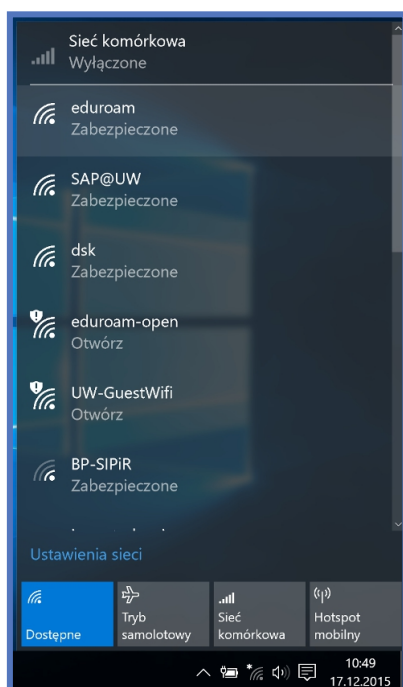 Sieć komórkowa
Wyłączone
eduroam
Zabezpieczone
SAP@UW
Zabezpieczone
dsk
Zabezpieczone
eduroam-open
Otwórz
UW-GuestWifi
Otwórz
BP-SIPiR
Zabezpieczone
Ustawienia sieci
Dostępne
Tryb samolotowy
Sieć komórkowa
Hotspot mobilny
10:49
17.12.2015